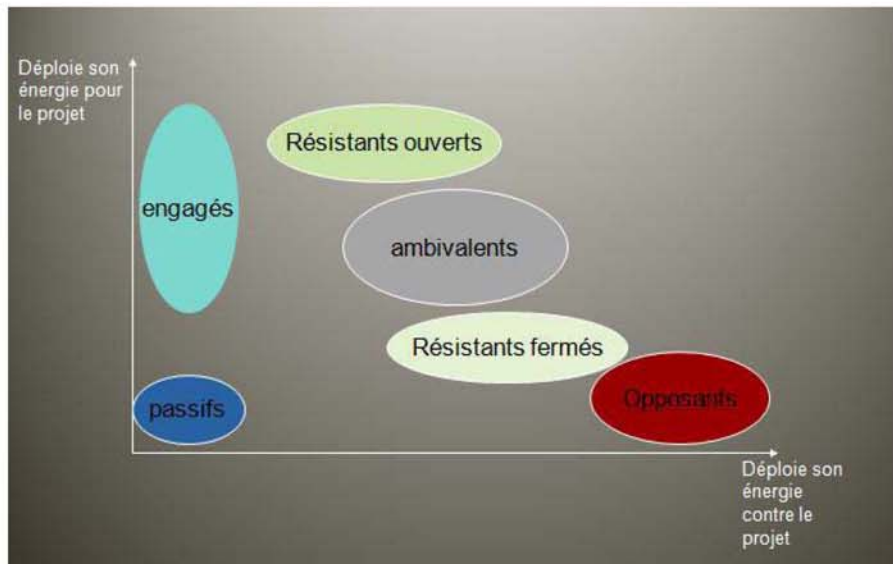 Déploie son
énergie pour
le projet
Résistants ouverts
engagés
ambivalents
Résistants fermés
passifs
Opposants
Déploie son
énergie
contre le
projet